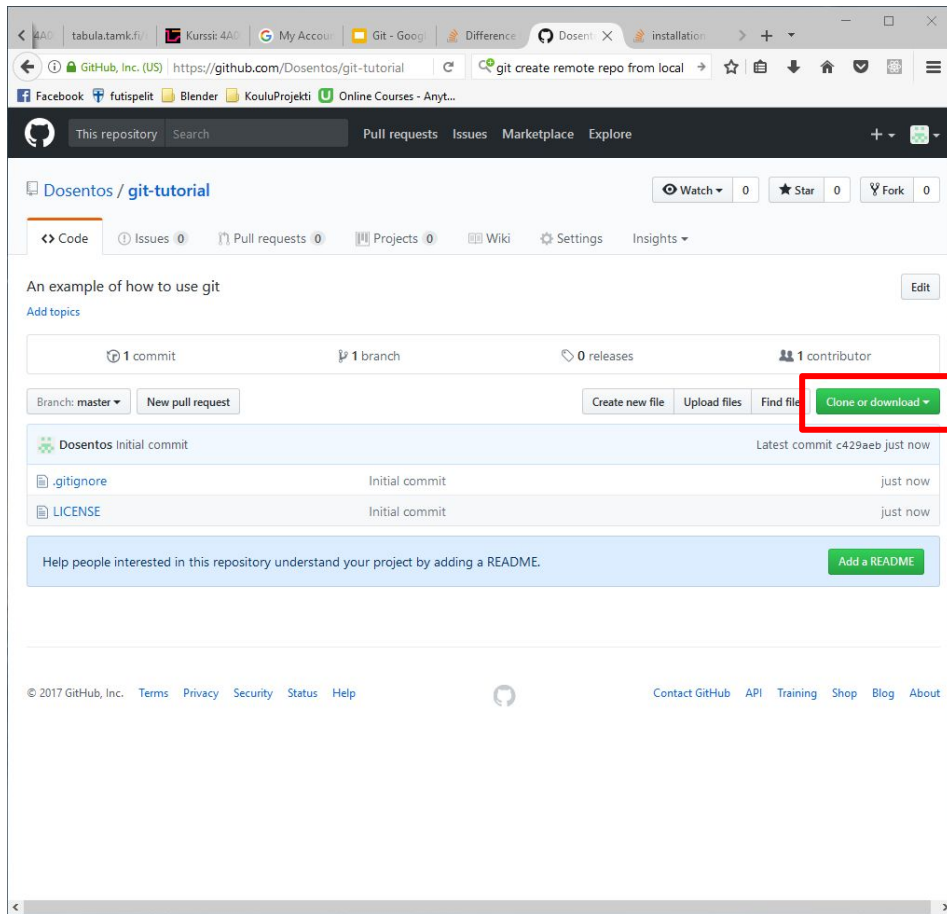 4A0 tabula.tamk.fi/ Kurssi: 4A0 My Accour Git - Googl Difference Dosent installation
GitHub, Inc. (US) https://github.com/Dosentos/git-tutorial git create remote repo from local
Facebook futispelit Blender KouluProjekti Online Courses - Anyt...
This repository Search Pull requests Issues Marketplace Explore
Dosentos / git-tutorial Watch 0 Star 0 Fork 0
Code Issues 0 Pull requests 0 Projects 0 Wiki Settings Insights
An example of how to use git Edit
Add topics
1 commit 1 branch 0 releases 1 contributor
Branch: master New pull request Create new file Upload files Find file Clone or download
Dosentos Initial commit Latest commit c429aeb just now
.gitignore Initial commit just now
LICENSE Initial commit just now
Help people interested in this repository understand your project by adding a README. Add a README
© 2017 GitHub, Inc. Terms Privacy Security Status Help Contact GitHub API Training Shop Blog About